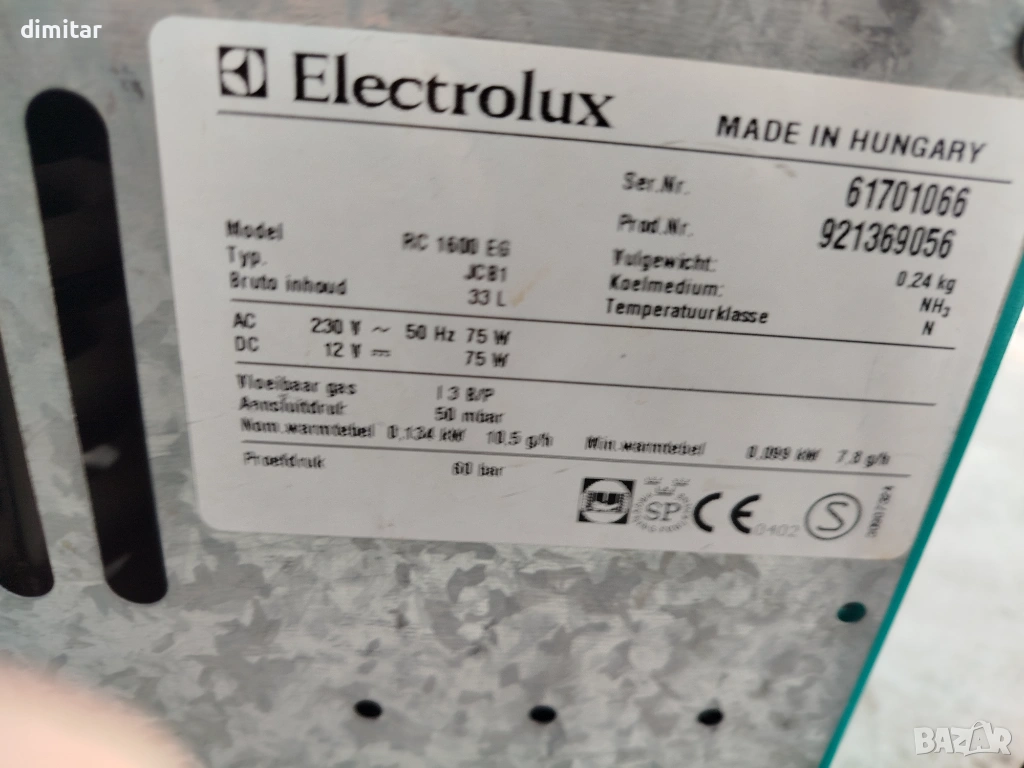 dimitar
Electrolux MADE IN HUNGARY
Ser.Nr. 61701066
Prod.Nr. 921369056
Model RC 1600 EG Vulgewicht: 0.24 kg
Typ. JC81 Koelmedium: NH3
Bruto inhoud 33 L Temperatuurklasse N
AC 230 V ~ 50 Hz 75 W
DC 12 V 75 W
Vloeibaar gas I 3 B/P
Aansluitdruk 50 mbar
Nom.warmtebel 0,134 kW 10,5 g/h Min.warmtebel 0,099 kW 7,8 g/h
Proefdruk 60 bar
SP CE 0402 S
BAZAR